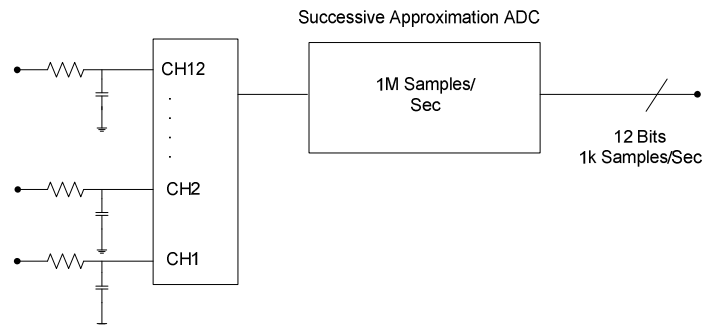 Successive Approximation ADC
CH12
1M Samples/
Sec
12 Bits
1k Samples/Sec
CH2
CH1